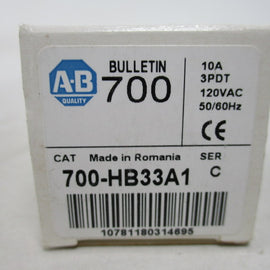 A-B
QUALITY
BULLETIN
700
10A
3PDT
120VAC
50/60Hz
CE
CAT Made in Romania SER
700-HB33A1 C
10781180314695